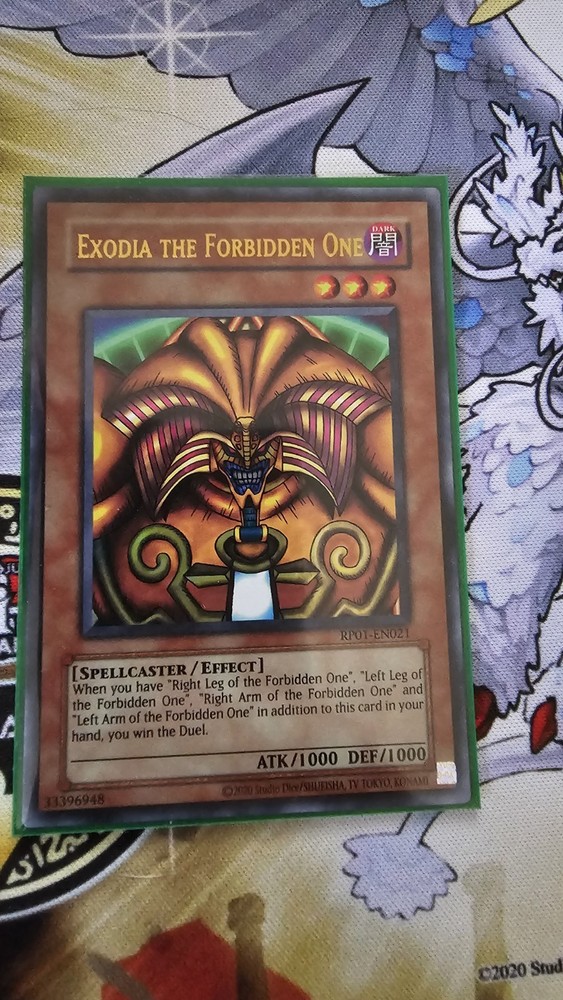 EXODIA THE FORBIDDEN ONE
DARK
闇
RP01-EN021
[SPELLCASTER / EFFECT]
When you have "Right Leg of the Forbidden One", "Left Leg of
the Forbidden One", "Right Arm of the Forbidden One" and
"Left Arm of the Forbidden One" in addition to this card in your
hand, you win the Duel.
ATK/1000 DEF/1000
33396948
©2020 Studio Dice/SHUEISHA, TV TOKYO, KONAMI
©2020 Stud